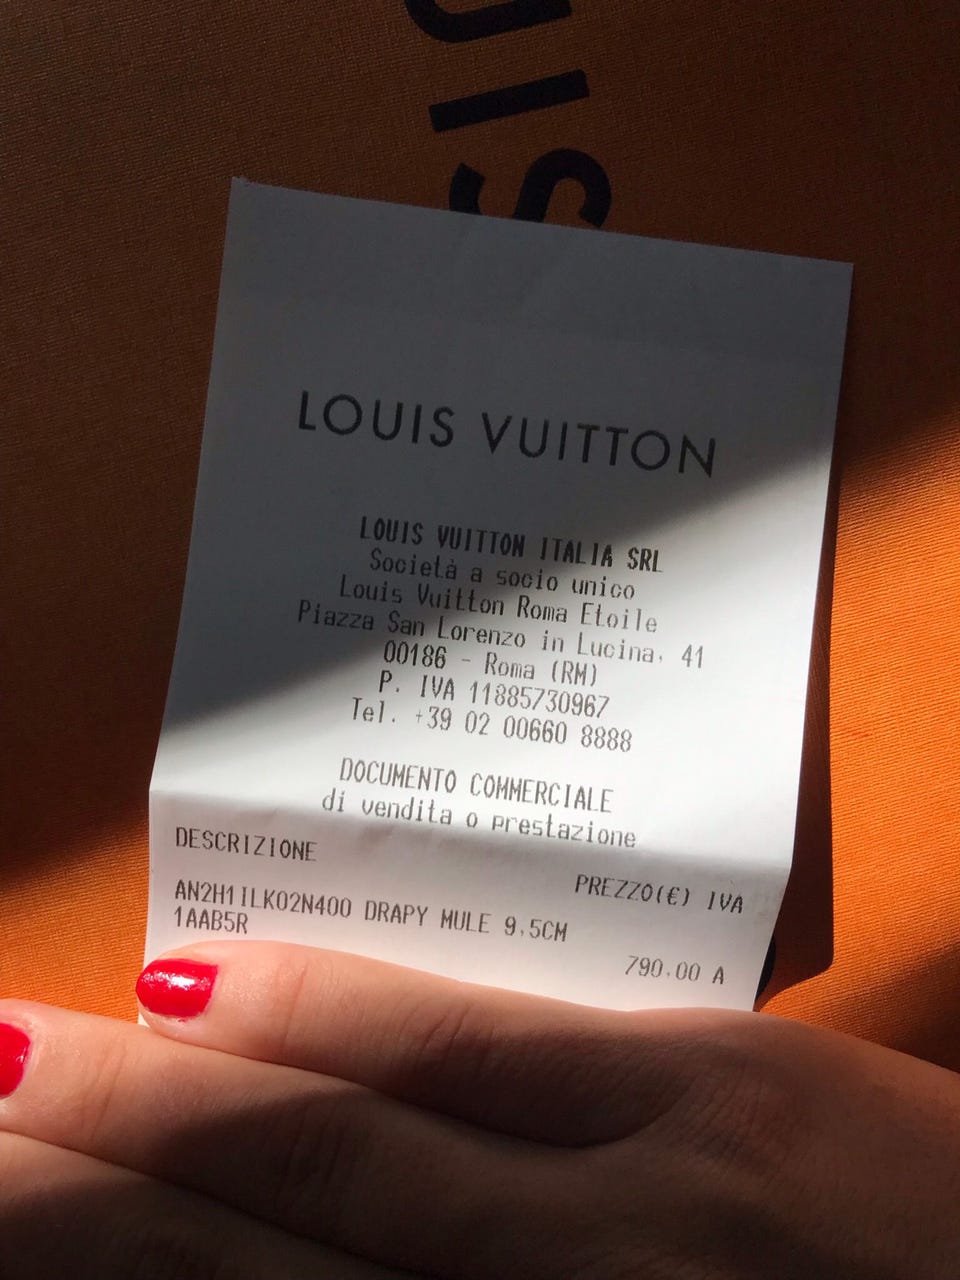 UIS
LOUIS VUITTON
LOUIS VUITTON ITALIA SRL
Società a socio unico
Louis Vuitton Roma Etoile
Piazza San Lorenzo in Lucina, 41
00186 - Roma (RM)
P. IVA 11885730967
Tel. +39 02 00660 8888
DOCUMENTO COMMERCIALE
di vendita o prestazione
DESCRIZIONE PREZZO(€) IVA
AN2H1ILK02N400 DRAPY MULE 9,5CM
1AAB5R
790,00 A